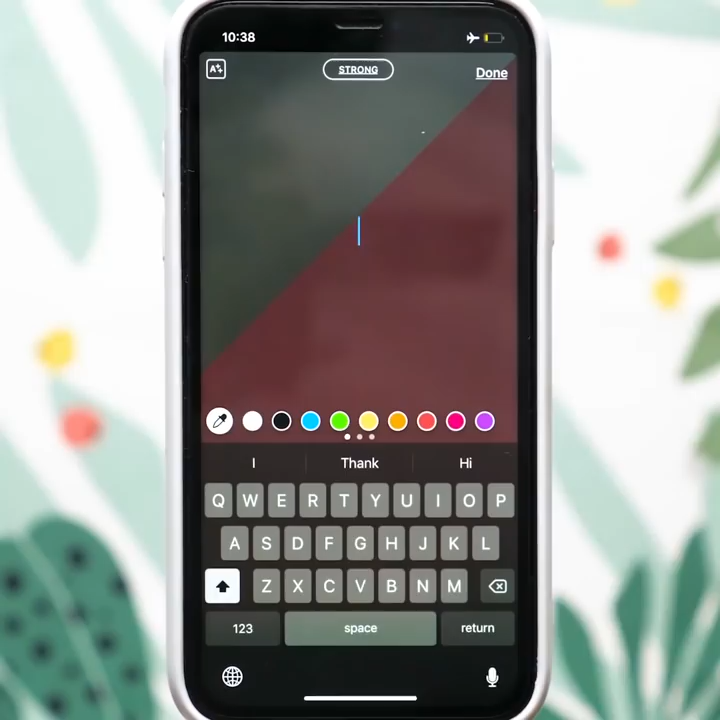 10:38
A
STRONG
Done
I Thank Hi
Q W E R T Y U I O P
A S D F G H J K L
Z X C V B N M
123 space return